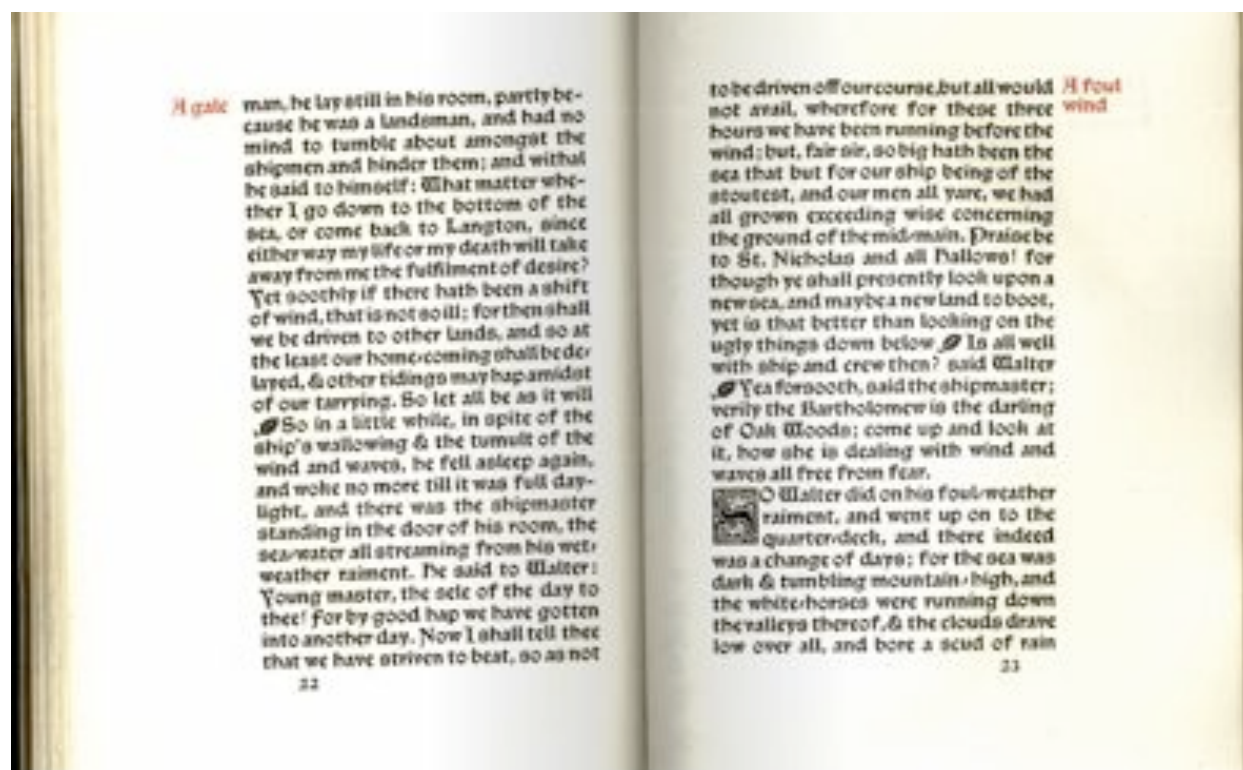 A gale
man, he lay still in his room, partly be-
cause he was a landsman, and had no
mind to tumble about amongst the
shipmen and hinder them; and withal
he said to himself: What matter whe-
ther I go down to the bottom of the
sea, or come back to Langton, since
either way my life or my death will take
away from me the fulfilment of desire?
Yet soothly if there hath been a shift
of wind, that is not so ill; for then shall
we be driven to other lands, and so at
the least our home-coming shall be de-
layed, & other tidings may hap amidst
of our tarrying. So let all be as it will
So in a little while, in spite of the
ship's wallowing & the tumult of the
wind and waves, he fell asleep again,
and woke no more till it was full day-
light, and there was the shipmaster
standing in the door of his room, the
sea-water all streaming from his wet-
weather raiment. He said to Walter:
Young master, the sele of the day to
thee! For by good hap we have gotten
into another day. Now I shall tell thee
that we have striven to beat, so as not
22
A foul
wind
to be driven off our course, but all would
not avail, wherefore for these three
hours we have been running before the
wind; but, fair sir, so big hath been the
sea that but for our ship being of the
stoutest, and our men all yare, we had
all grown exceeding wise concerning
the ground of the mid-main. Praise be
to St. Nicholas and all Hallows! for
though ye shall presently look upon a
new sea, and maybe a new land to boot,
yet is that better than looking on the
ugly things down below Is all well
with ship and crew then? said Walter
Yea forsooth, said the shipmaster;
verily the Bartholomew is the darling
of Oak Woods; come up and look at
it, how she is dealing with wind and
waves all free from fear.
SO Walter did on his foul-weather
raiment, and went up on to the
quarter-deck, and there indeed
was a change of days; for the sea was
dark & tumbling mountain-high, and
the white-horses were running down
the valleys thereof, & the clouds drave
low over all, and bore a scud of rain
23